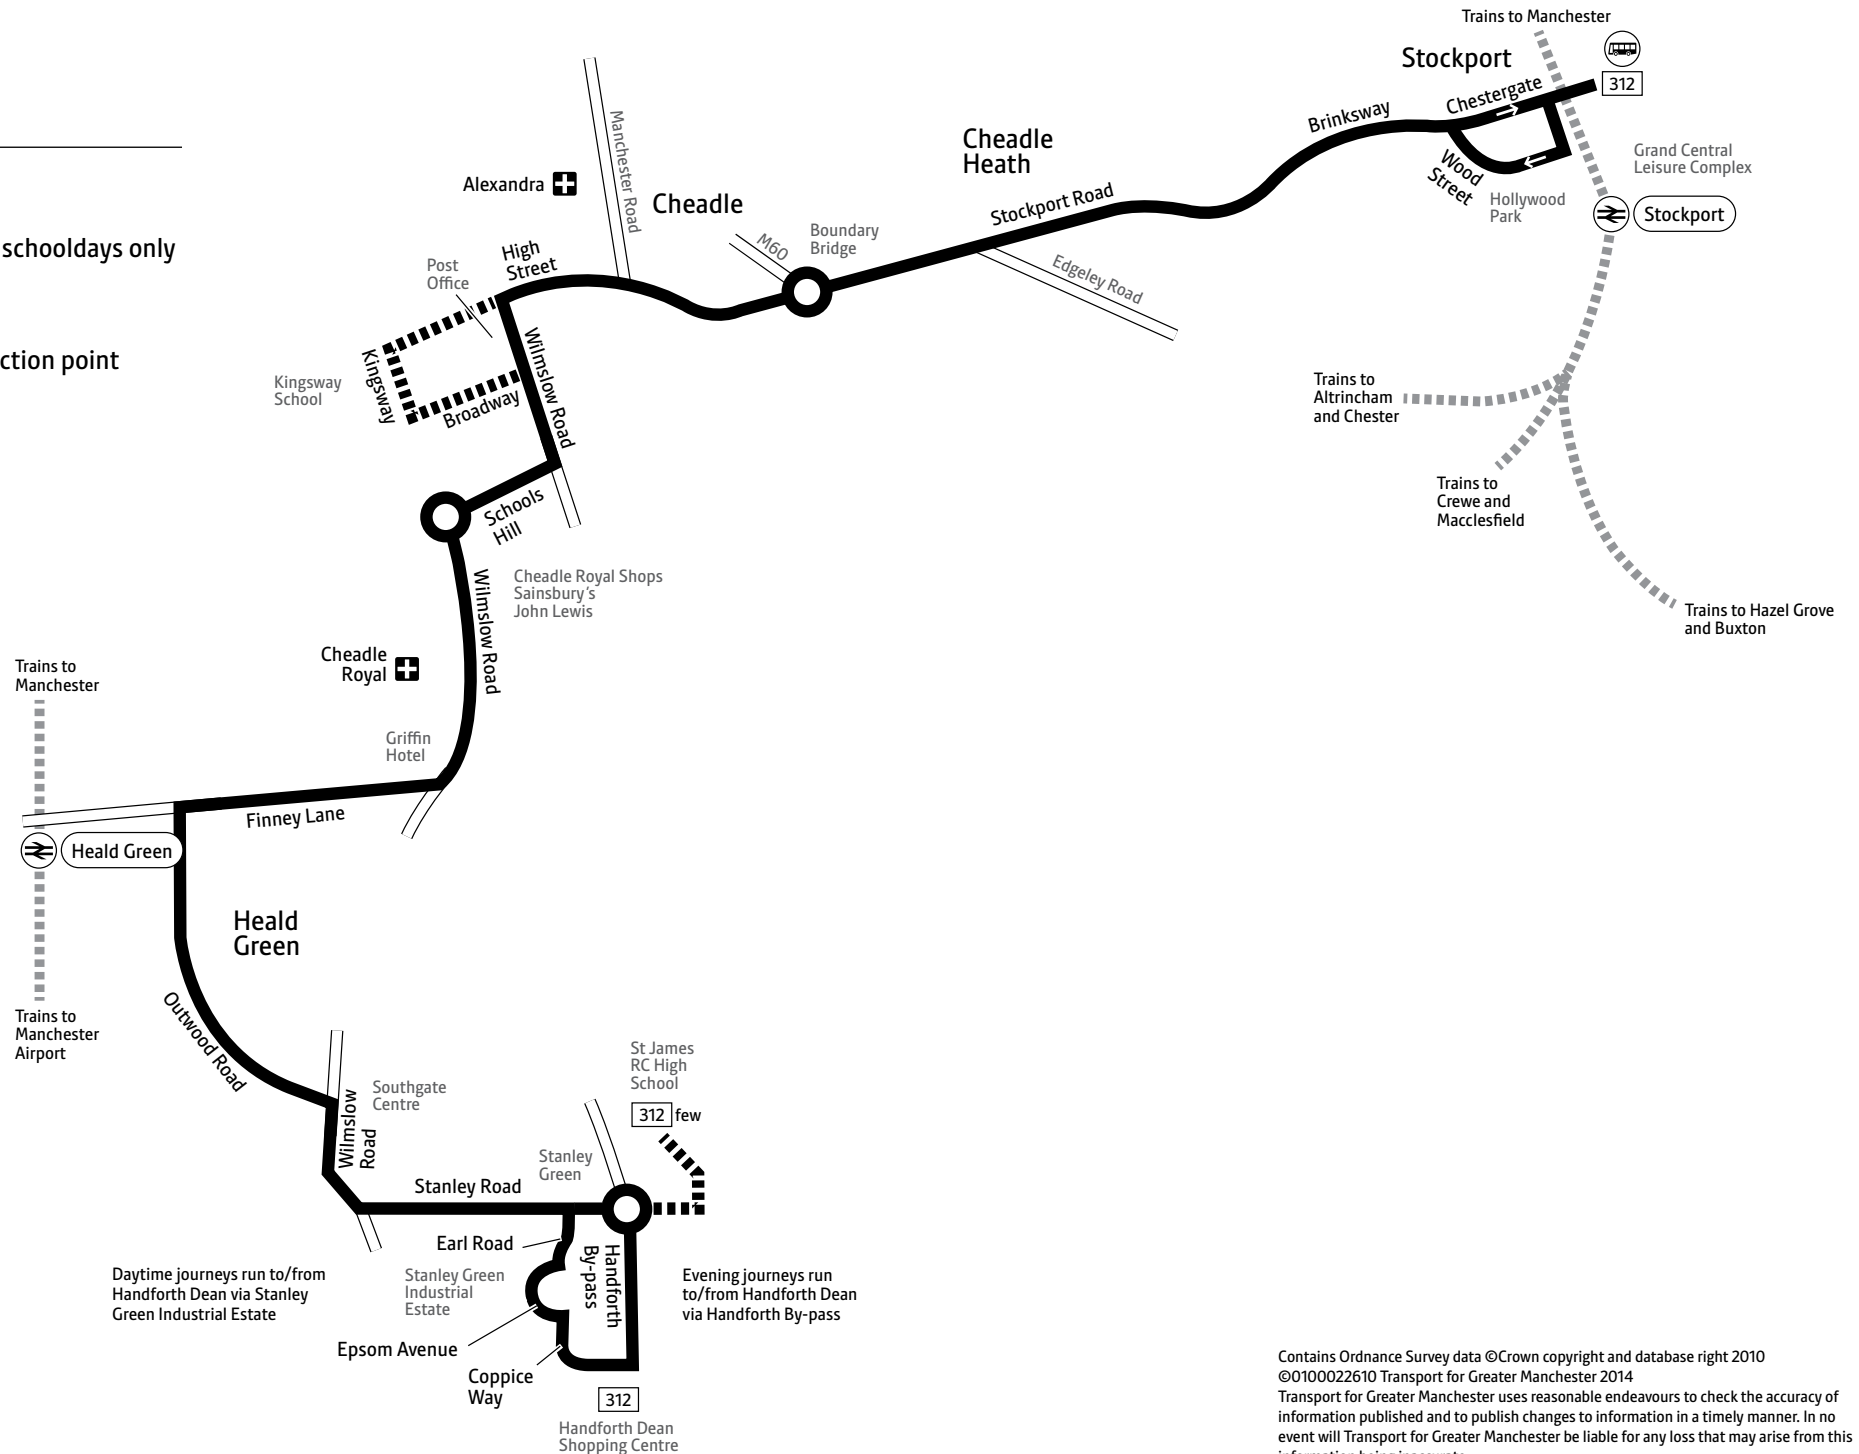 Trains to Manchester
Stockport
312
Chestergate
Brinksway
Wood
Street
Hollywood
Park
Grand Central
Leisure Complex
Stockport
Cheadle
Heath
Stockport Road
Edgeley Road
Manchester Road
Alexandra
Cheadle
M60
Boundary
Bridge
schooldays only
High
Street
Post
Office
ction point
Kingsway
School
Kingsway
Broadway
Wilmslow Road
Trains to
Altrincham
and Chester
Trains to
Crewe and
Macclesfield
Trains to Hazel Grove
and Buxton
Schools
Hill
Wilmslow Road
Cheadle Royal Shops
Sainsbury's
John Lewis
Cheadle
Royal
Trains to
Manchester
Griffin
Hotel
Finney Lane
Heald Green
Heald
Green
Outwood Road
Trains to
Manchester
Airport
Southgate
Centre
Wilmslow
Road
St James
RC High
School
312 few
Stanley
Green
Stanley Road
Earl Road
Handforth
By-pass
Daytime journeys run to/from
Handforth Dean via Stanley
Green Industrial Estate
Stanley Green
Industrial
Estate
Evening journeys run
to/from Handforth Dean
via Handforth By-pass
Epsom Avenue
Coppice
Way
312
Handforth Dean
Shopping Centre
Contains Ordnance Survey data ©Crown copyright and database right 2010
©0100022610 Transport for Greater Manchester 2014
Transport for Greater Manchester uses reasonable endeavours to check the accuracy of
information published and to publish changes to information in a timely manner. In no
event will Transport for Greater Manchester be liable for any loss that may arise from this